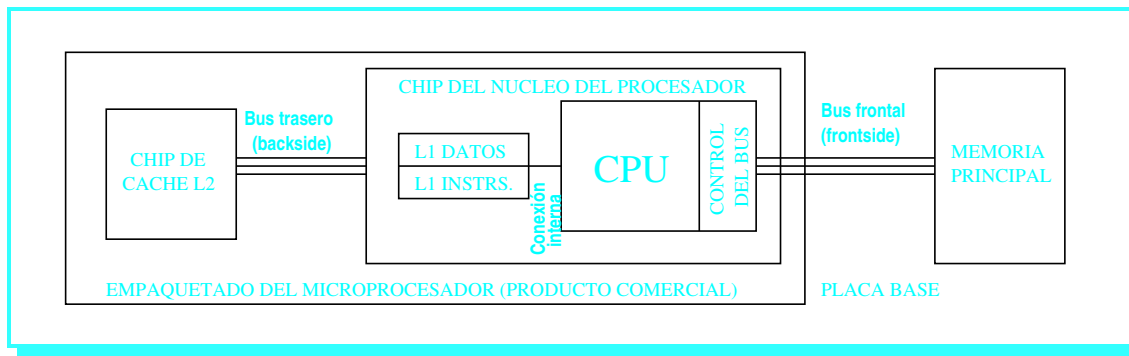 CHIP DEL NUCLEO DEL PROCESADOR
Bus trasero
(backside)
Bus frontal
(frontside)
CHIP DE
CACHE L2
L1 DATOS
L1 INSTRS.
CPU
CONTROL
DEL BUS
MEMORIA
PRINCIPAL
Conexión
interna
EMPAQUETADO DEL MICROPROCESADOR (PRODUCTO COMERCIAL)
PLACA BASE